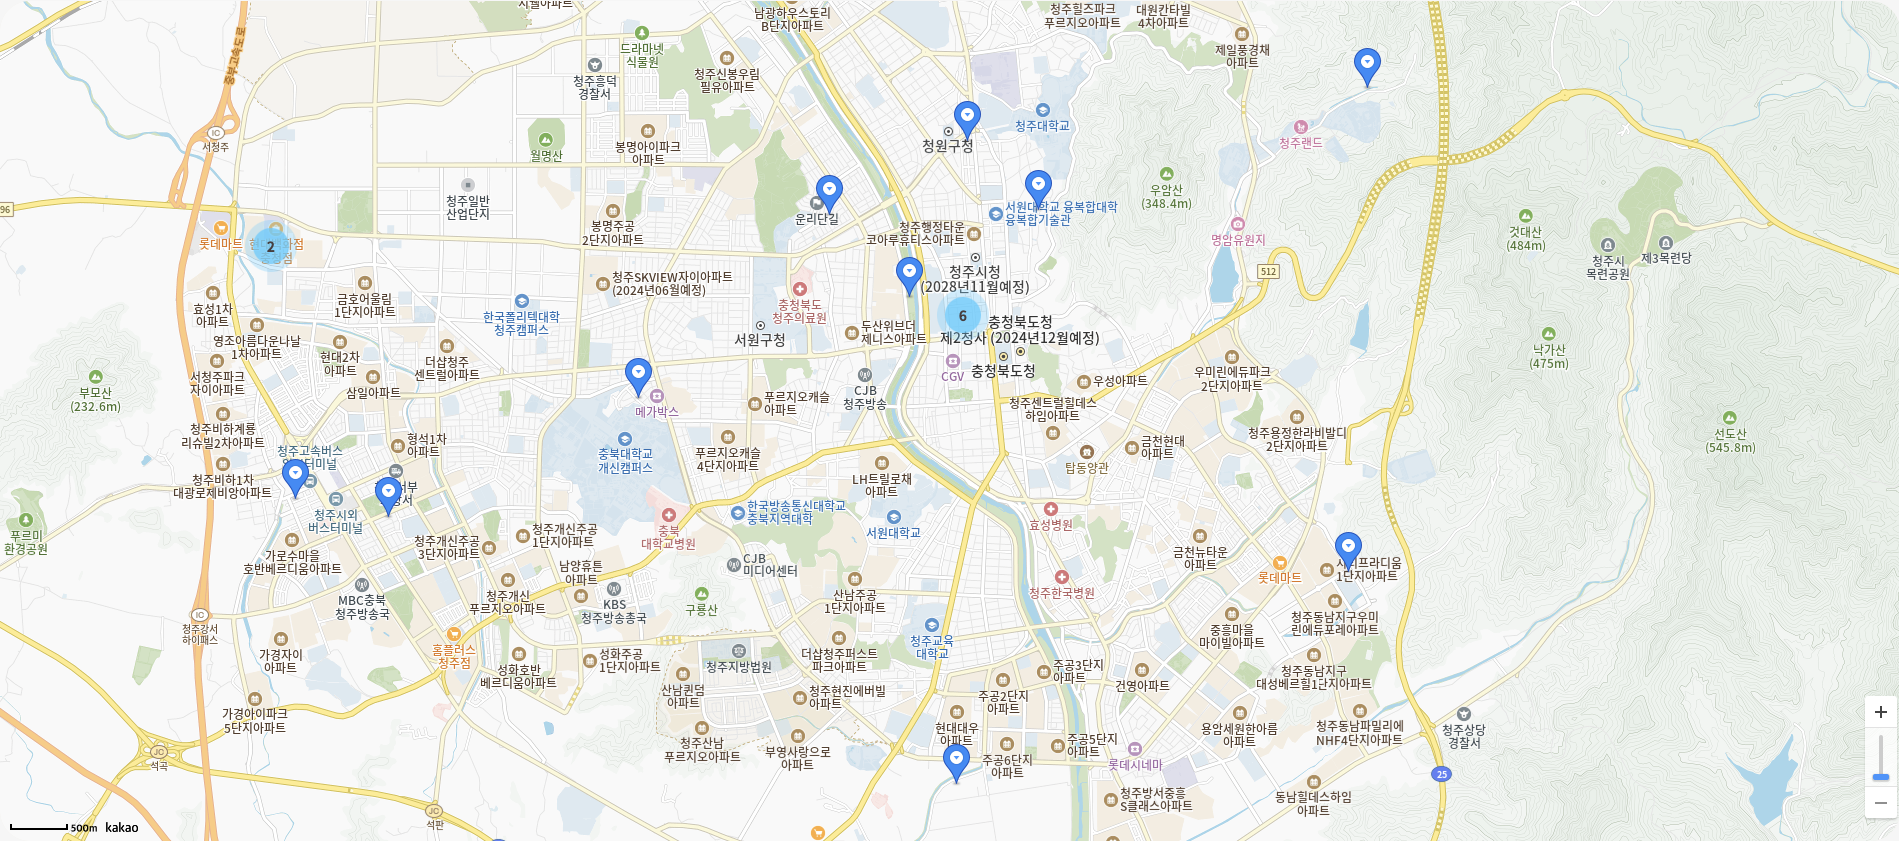 지웰아파트
남광하우스토리
B단지아파트
청주힐즈파크
푸르지오아파트
대원칸타빌
4차아파트
중부고속도로
드라마넷
식물원
제일풍경채
아파트
청주흥덕
경찰서
청주신봉우림
필유아파트
IC
서청주
월명산
봉명아이파크
아파트
청원구청
청주대학교
청주랜드
우암산
(348.4m)
청주일반
산업단지
96
봉명주공
2단지아파트
운리단길
서원대학교 융복합대학
융복합기술관
청주행정타운
코아루휴티스아파트
명암유원지
것대산
(484m)
청주시
목련공원
제3목련당
롯데마트
2
512
청주시청
(2028년11월예정)
청주SKVIEW자이아파트
(2024년06월예정)
금호어울림
1단지아파트
효성1차
아파트
한국폴리텍대학
청주캠퍼스
충청북도
청주의료원
6
충청북도청
제2청사 (2024년12월예정)
두산위브더
제니스아파트
서원구청
영조아름다운나날
1차아파트
현대2차
아파트
더샵청주
센트럴아파트
낙가산
(475m)
서청주파크
자이아파트
삼일아파트
부모산
(232.6m)
CGV
충청북도청
우성아파트
우미린에듀파크
2단지아파트
CJB
청주방송
메가박스
푸르지오캐슬
아파트
청주센트럴힐데스
하임아파트
청주비하계룡
리슈빌2차아파트
형석1차
아파트
충북대학교
개신캠퍼스
푸르지오캐슬
4단지아파트
금천현대
아파트
청주용정한라비발디
2단지아파트
선도산
(545.8m)
청주고속버스
탑동양관
청주비하1차
대광로제비앙아파트
LH트릴로채
아파트
청주시외
버스터미널
한국방송통신대학교
충북지역대학
서원대학교
효성병원
푸르미
환경공원
충북
대학교병원
청주개신주공
1단지아파트
청주개신주공
3단지아파트
가로수마을
호반베르디움아파트
남양휴튼
아파트
CJB
미디어센터
금천뉴타운
아파트
롯데마트
1단지아파트
MBC충북
청주방송국
청주개신
푸르지오아파트
KBS
청주방송총국
구룡산
산남주공
1단지아파트
청주한국병원
IC
청주강서
하이패스
가경자이
아파트
홈플러스
청주점
성화호반
베르디움아파트
성화주공
1단지아파트
청주지방법원
더샵청주퍼스트
파크아파트
청주교육
대학교
중흥마을
마이빌아파트
청주동남지구우미
린에듀포레아파트
주공3단지
아파트
건영아파트
청주동남지구
대성베르힐1단지아파트
산남퀸덤
아파트
청주현진에버빌
아파트
주공2단지
아파트
가경아이파크
5단지아파트
현대대우
아파트
용암세원한아름
아파트
청주동남파밀리에
NHF4단지아파트
청주상당
경찰서
청주산남
푸르지오아파트
부영사랑으로
아파트
주공6단지
아파트
주공5단지
아파트
롯데시네마
JC
석곡
25
청주방서중흥
S클래스아파트
동남힐데스하임
아파트
JC
석판
500m kakao